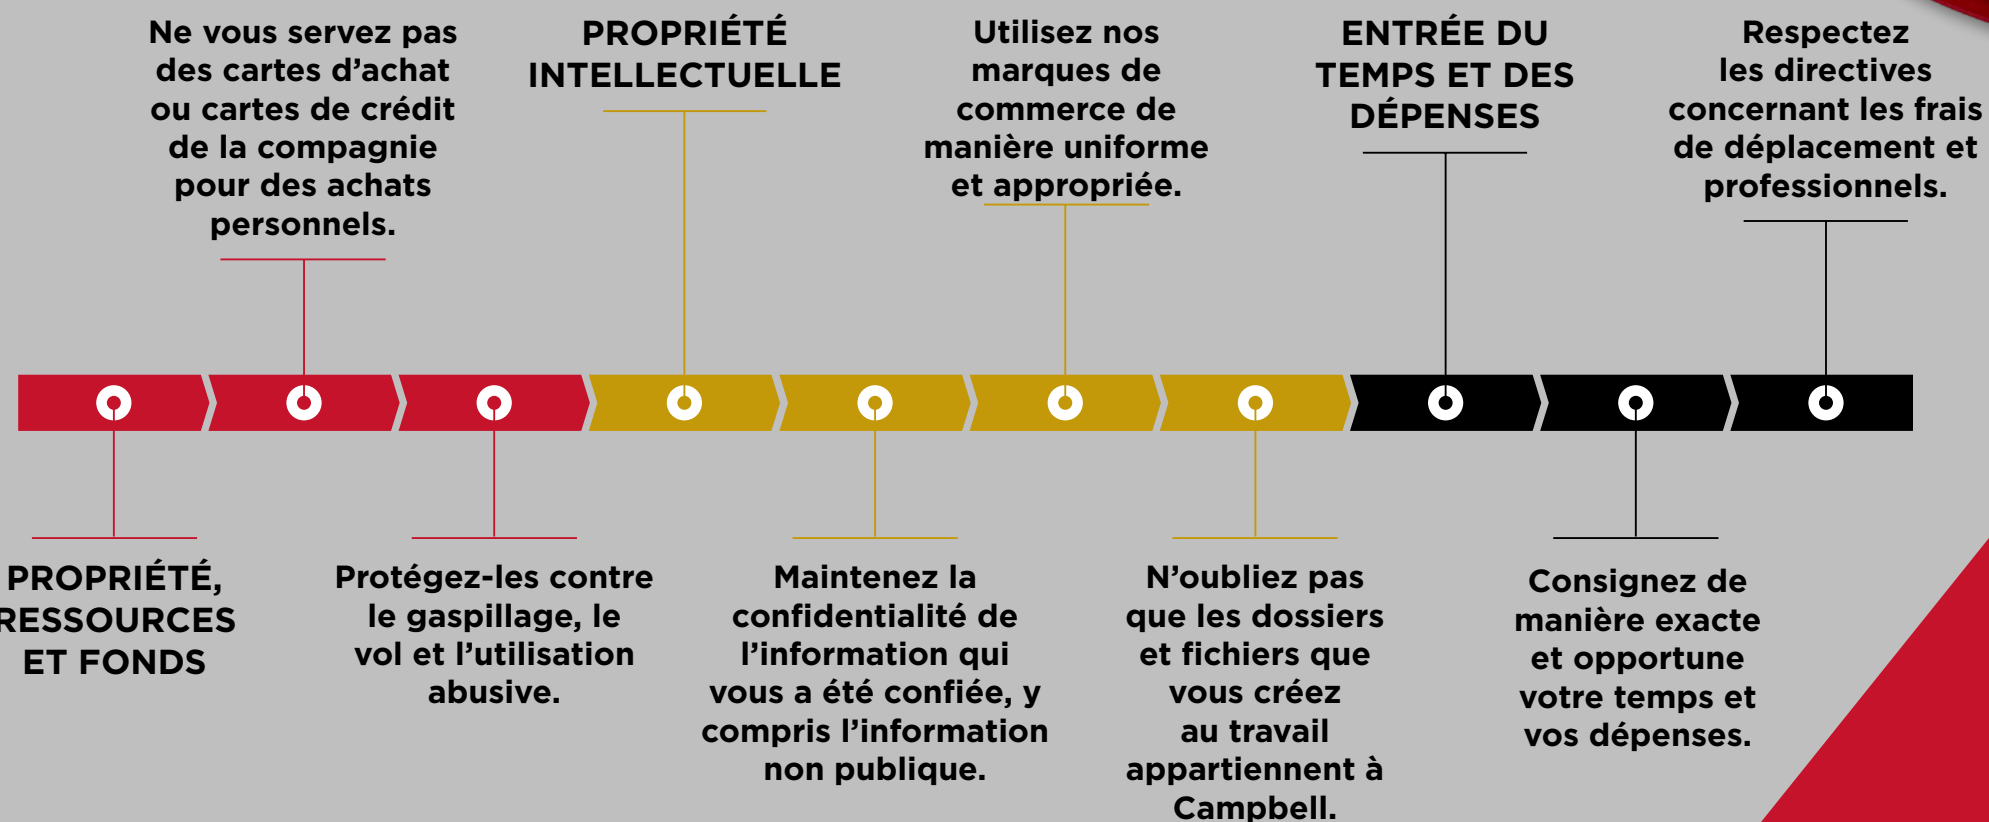 PROPRIÉTÉ,
RESSOURCES
ET FONDS
Ne vous servez pas
des cartes d’achat
ou cartes de crédit
de la compagnie
pour des achats
personnels.
Protégez-les contre
le gaspillage, le
vol et l’utilisation
abusive.
PROPRIÉTÉ
INTELLECTUELLE
Maintenez la
confidentialité de
l’information qui
vous a été confiée, y
compris l’information
non publique.
Utilisez nos
marques de
commerce de
manière uniforme
et appropriée.
N’oubliez pas
que les dossiers
et fichiers que
vous créez
au travail
appartiennent à
Campbell.
ENTRÉE DU
TEMPS ET DES
DÉPENSES
Consignez de
manière exacte
et opportune
votre temps et
vos dépenses.
Respectez
les directives
concernant les frais
de déplacement et
professionnels.